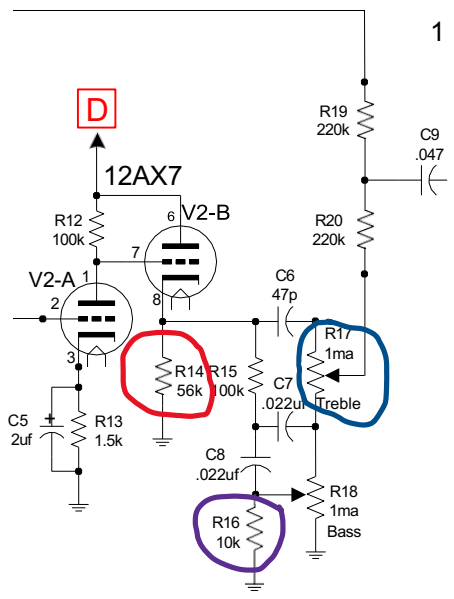 1
R19
220k
C9
.047
D
12AX7
R12
100k
6
V2-B
R20
220k
7
V2-A
1
8
C6
47p
2
R17
1ma
3
R14
56k
R15
100k
C7
.022uf
Treble
C5
+
2uf
R13
1.5k
C8
.022uf
R18
1ma
Bass
R16
10k